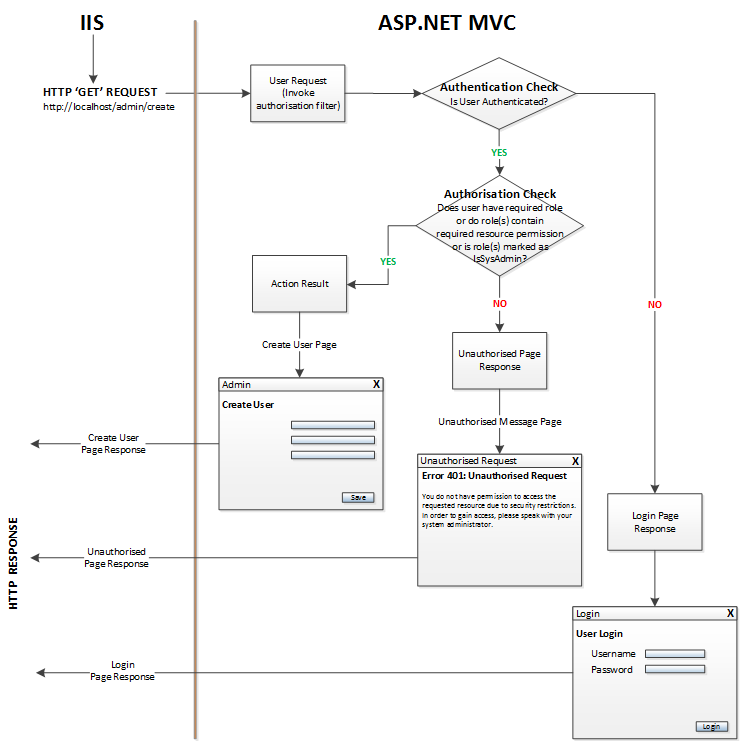 IIS
ASP.NET MVC
HTTP ‘GET’ REQUEST
http://localhost/admin/create
User Request
(Invoke
authorisation filter)
Authentication Check
Is User Authenticated?
YES
Authorisation Check
Does user have required role
or do role(s) contain
required resource permission
or is role(s) marked as
IsSysAdmin?
YES
NO
NO
Action Result
Create User Page
Unauthorised Page
Response
Unauthorised Message Page
Admin X
Create User
Save
Create User
Page Response
Unauthorised Request X
Error 401: Unauthorised Request
You do not have permission to access the
requested resource due to security restrictions.
In order to gain access, please speak with your
system administrator.
Login Page
Response
HTTP RESPONSE
Unauthorised
Page Response
Login X
User Login
Username
Password
Login
Login
Page Response